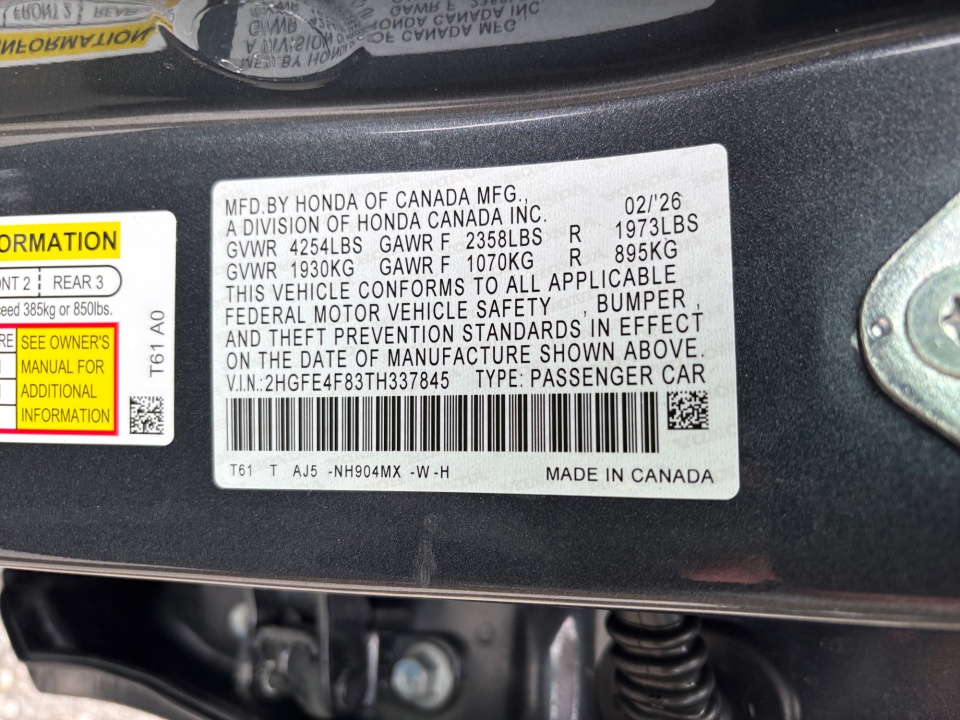 ORMATION
NT 2 REAR 3
eed 385kg or 850lbs.
RE SEE OWNER'S
MANUAL FOR
ADDITIONAL
INFORMATION
T61 A0
MFD.BY HONDA OF CANADA MFG.,
A DIVISION OF HONDA CANADA INC. 02/'26
GVWR 4254LBS GAWR F 2358LBS R 1973LBS
GVWR 1930KG GAWR F 1070KG R 895KG
THIS VEHICLE CONFORMS TO ALL APPLICABLE
FEDERAL MOTOR VEHICLE SAFETY , BUMPER ,
AND THEFT PREVENTION STANDARDS IN EFFECT
ON THE DATE OF MANUFACTURE SHOWN ABOVE.
V.I.N.:2HGFE4F83TH337845 TYPE: PASSENGER CAR
T61 T AJ5 -NH904MX -W -H MADE IN CANADA